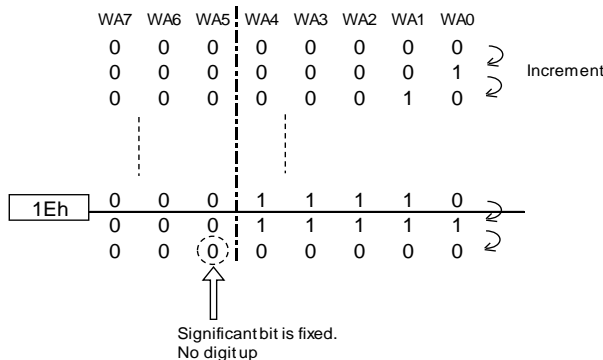 WA7 WA6 WA5 WA4 WA3 WA2 WA1 WA0
0 0 0 0 0 0 0 0
0 0 0 0 0 0 0 1
Increment
0 0 0 0 0 0 1 0
1Eh
0 0 0 1 1 1 1 0
0 0 0 1 1 1 1 1
0 0 0 0 0 0 0 0
Significant bit is fixed.
No digit up